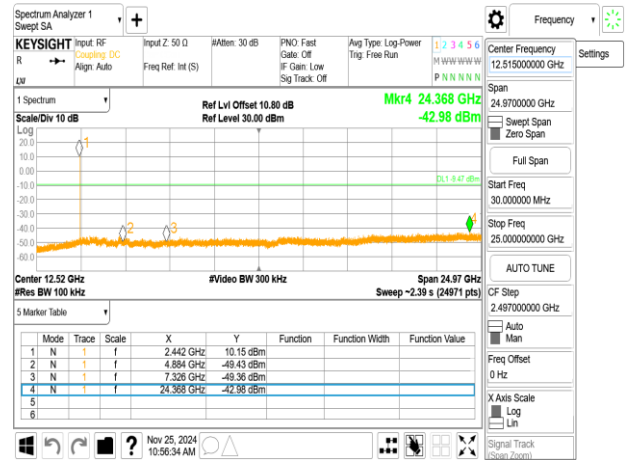 Spectrum Analyzer 1
Swept SA
Frequency
KEYSIGHT Input: RF Input Z: 50 Ω #Atten: 30 dB PNO: Fast Avg Type: Log-Power 1 2 3 4 5 6
R Coupling: DC Gate: Off Trig: Free Run M W W W W W
Align: Auto Freq Ref: Int (S) IF Gain: Low P N N N N N
Sig Track: Off
LXI
Center Frequency
12.515000000 GHz
Settings
Span
24.9700000 GHz
Swept Span
Zero Span
Full Span
Start Freq
30.000000 MHz
Stop Freq
25.000000000 GHz
AUTO TUNE
CF Step
2.497000000 GHz
Auto
Man
Freq Offset
0 Hz
X Axis Scale
Log
Lin
Signal Track
(Span Zoom)
1 Spectrum
Ref Lvl Offset 10.80 dB Mkr4 24.368 GHz
Scale/Div 10 dB Ref Level 30.00 dBm -42.98 dBm
Log
20.0
10.0
0.00
-10.0
-20.0
-30.0
-40.0
-50.0
-60.0
1
2
3
4
Center 12.52 GHz #Video BW 300 kHz Span 24.97 GHz
#Res BW 100 kHz Sweep ~2.39 s (24971 pts)
5 Marker Table
Mode Trace Scale X Y Function Function Width Function Value
1 N 1 f 2.442 GHz 10.15 dBm
2 N 1 f 4.884 GHz -49.43 dBm
3 N 1 f 7.326 GHz -49.36 dBm
4 N 1 f 24.368 GHz -42.98 dBm
5
6
?
Nov 25, 2024
10:56:34 AM